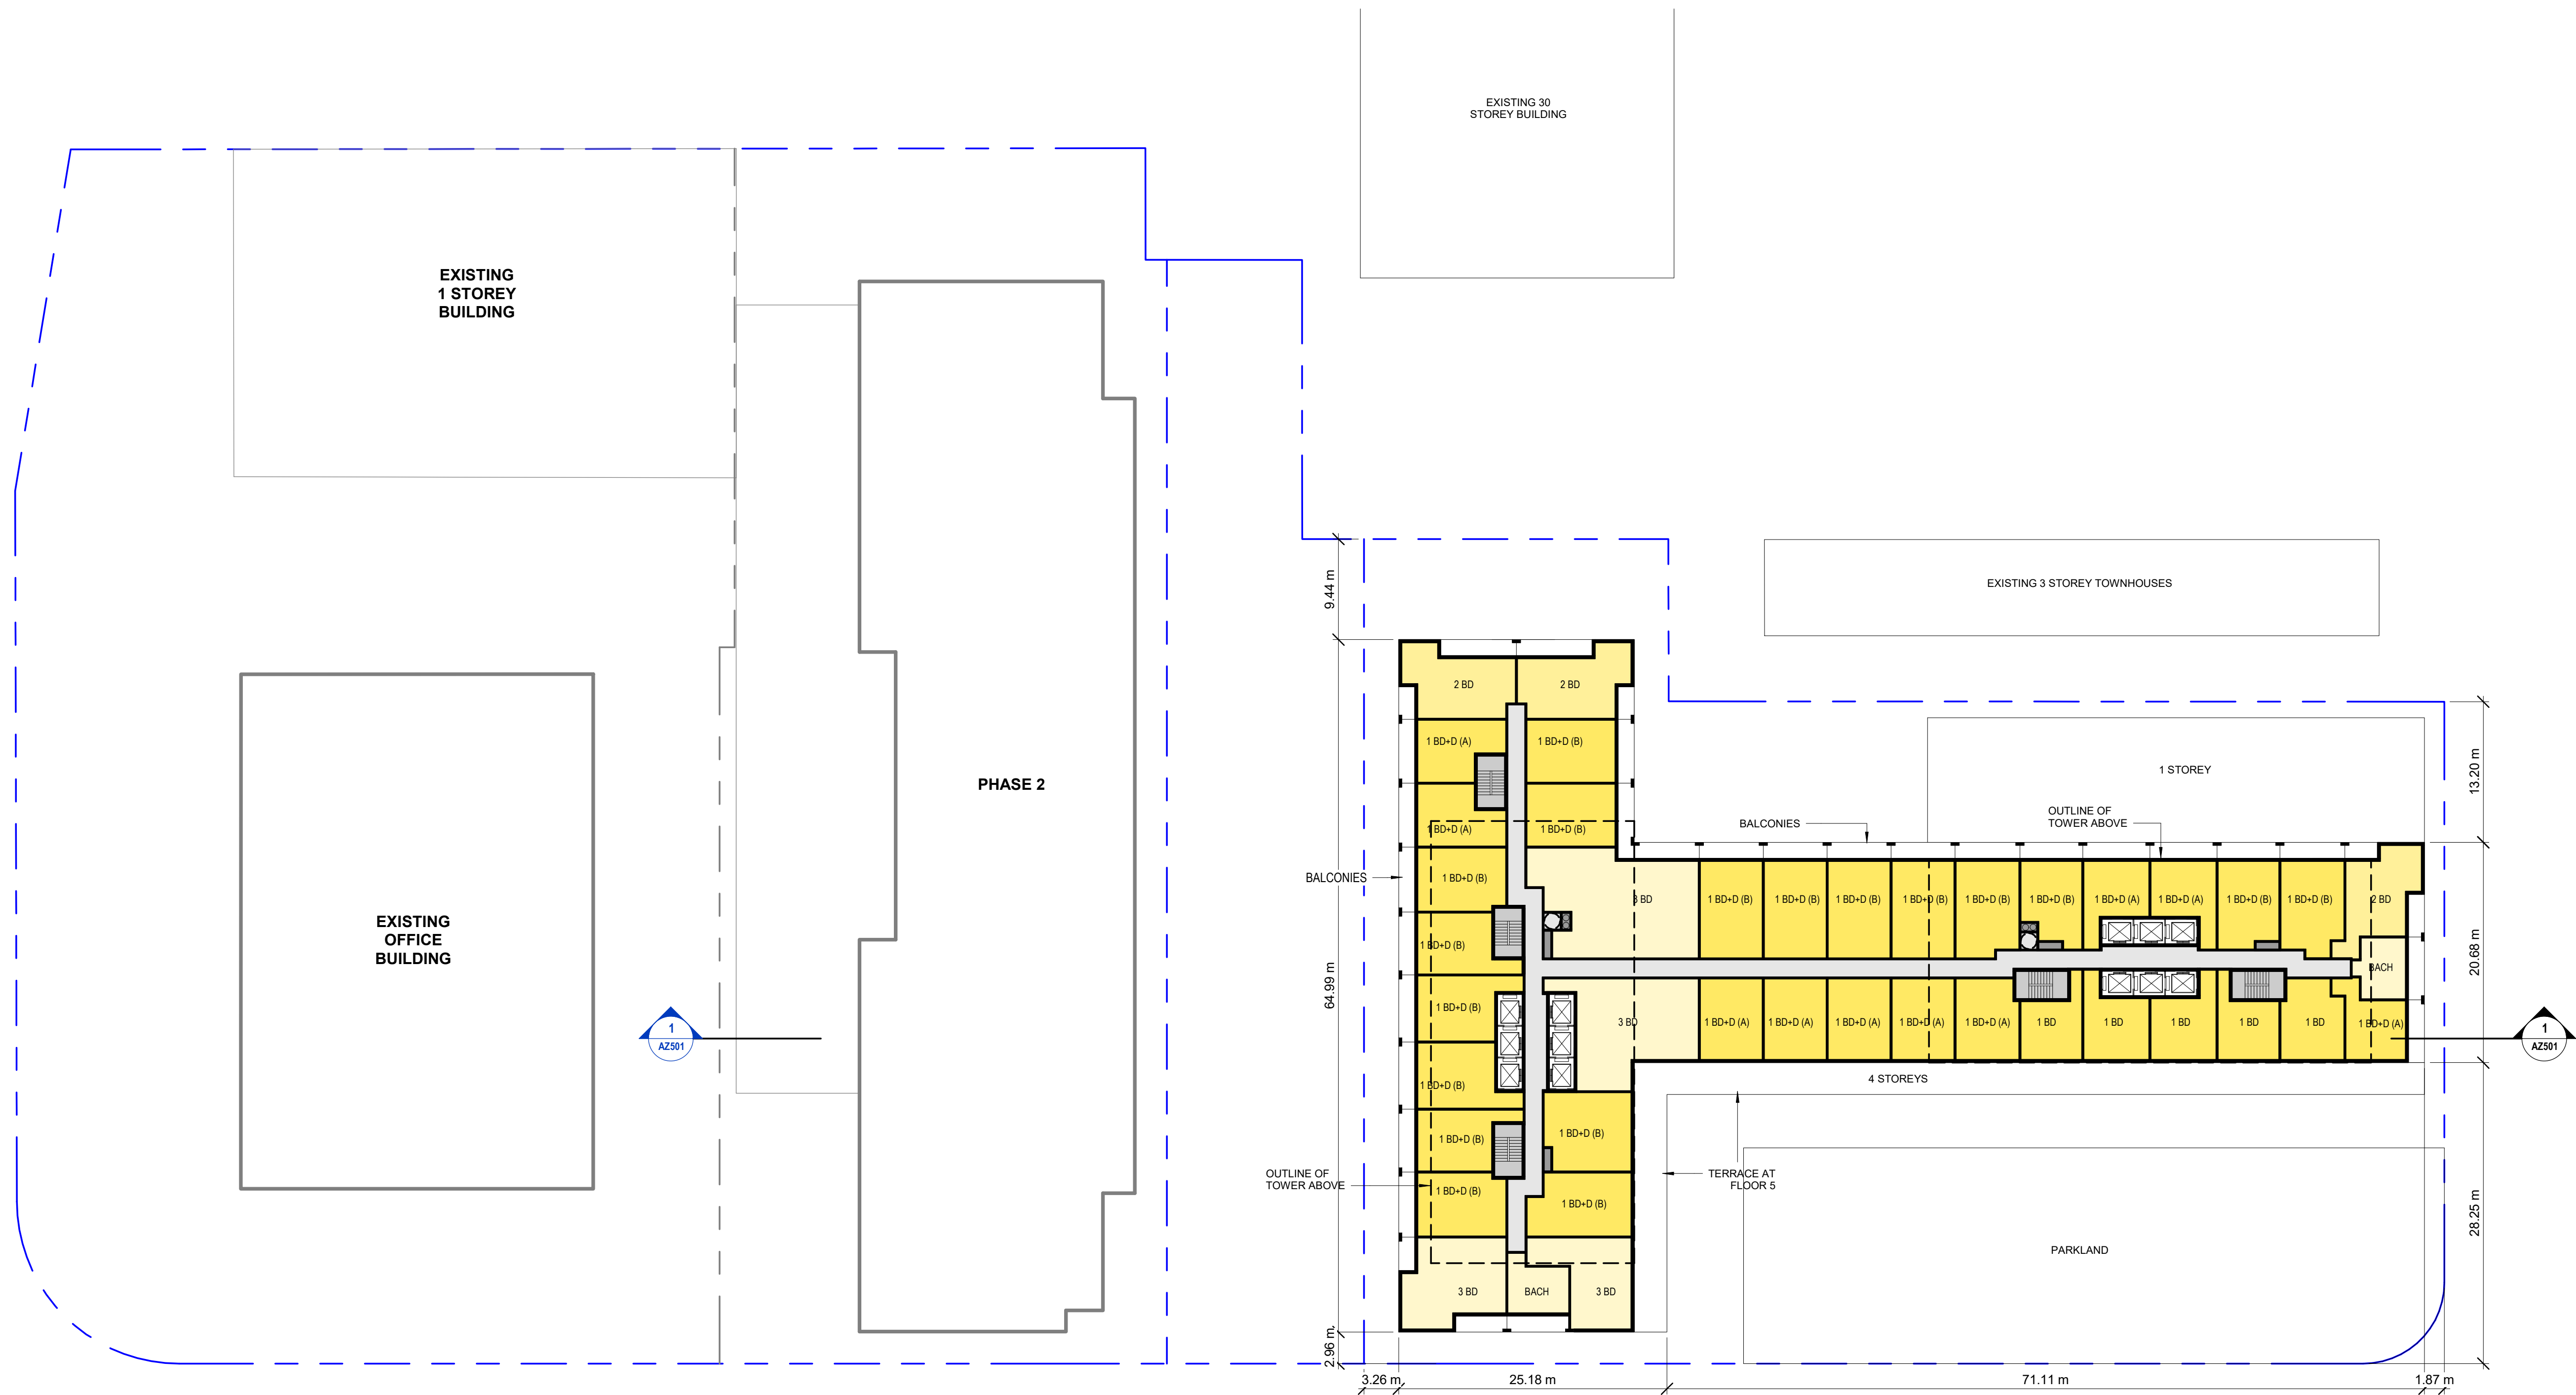 EXISTING 30
STOREY BUILDING
EXISTING
1 STOREY
BUILDING
9.44 m
EXISTING 3 STOREY TOWNHOUSES
2 BD
2 BD
1 BD+D (A)
1 BD+D (B)
PHASE 2
13.20 m
1 STOREY
OUTLINE OF
TOWER ABOVE
BALCONIES
1 BD+D (A)
1 BD+D (B)
BALCONIES
1 BD+D (B)
3 BD
1 BD+D (B)
1 BD+D (B)
1 BD+D (B)
1 BD+D (B)
1 BD+D (B)
1 BD+D (B)
1 BD+D (A)
1 BD+D (A)
1 BD+D (B)
1 BD+D (B)
2 BD
EXISTING
OFFICE
BUILDING
1 BD+D (B)
20.68 m
BACH
64.99 m
1 BD+D (B)
3 BD
1 BD+D (A)
1 BD+D (A)
1 BD+D (A)
1 BD+D (A)
1 BD+D (A)
1 BD
1 BD
1 BD
1 BD
1 BD
1 BD+D (A)
1
AZ501
1
AZ501
1 BD+D (B)
4 STOREYS
1 BD+D (B)
1 BD+D (B)
OUTLINE OF
TOWER ABOVE
1 BD+D (B)
1 BD+D (B)
TERRACE AT
FLOOR 5
28.25 m
PARKLAND
3 BD
BACH
3 BD
2.96 m
3.26 m
25.18 m
71.11 m
1.87 m